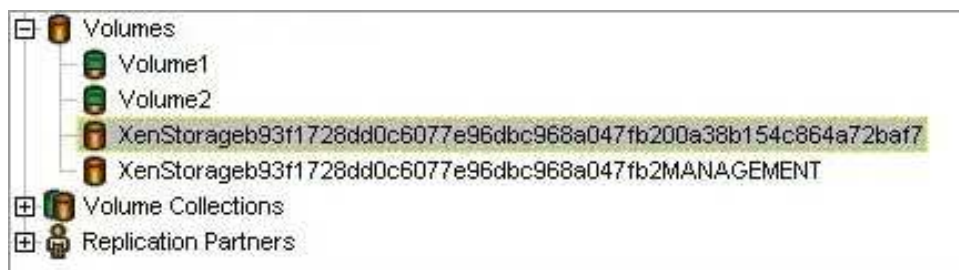 Volumes
Volume1
Volume2
XenStorageb93f1728dd0c6077e96dbc968a047fb200a38b154c864a72baf7
XenStorageb93f1728dd0c6077e96dbc968a047fb2MANAGEMENT
Volume Collections
Replication Partners